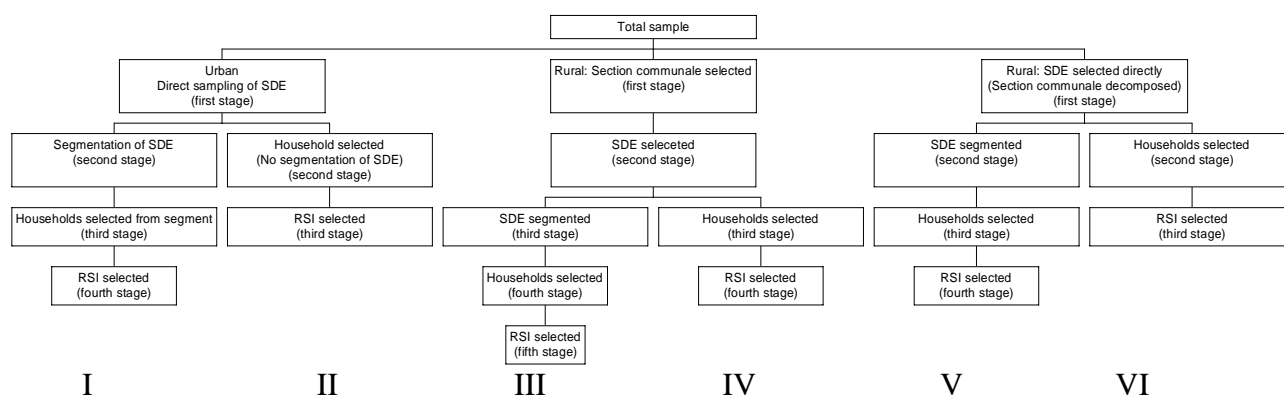 Total sample
Urban
Direct sampling of SDE
(first stage)
Rural: Section communale selected
(first stage)
Rural: SDE selected directly
(Section communale decomposed)
(first stage)
Segmentation of SDE
(second stage)
Household selected
(No segmentation of SDE)
(second stage)
SDE seleceted
(second stage)
SDE segmented
(second stage)
Households selected
(second stage)
Households selected from segment
(third stage)
RSI selected
(third stage)
SDE segmented
(third stage)
Households selected
(third stage)
Households selected
(third stage)
RSI selected
(third stage)
RSI selected
(fourth stage)
Households selected
(fourth stage)
RSI selected
(fourth stage)
RSI selected
(fourth stage)
RSI selected
(fifth stage)
I II III IV V VI